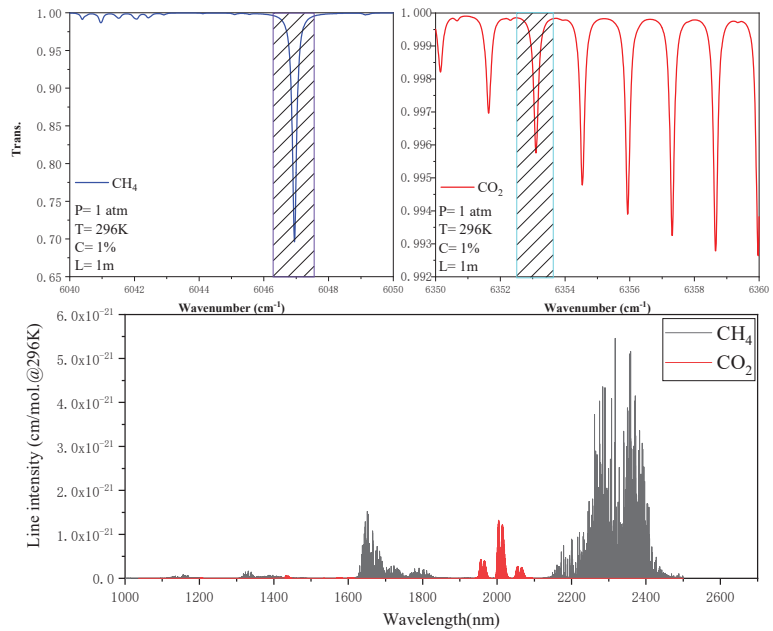 1.00
0.95
0.90
0.85
0.80
0.75
0.70
0.65
Trans.
CH4
P= 1 atm
T= 296K
C= 1%
L= 1m
6040 6042 6044 6046 6048 6050
Wavenumber (cm-1)
1.000
0.999
0.998
0.997
0.996
0.995
0.994
0.993
0.992
CO2
P= 1 atm
T= 296K
C= 1%
L= 1m
6350 6352 6354 6356 6358 6360
Wavenumber (cm-1)
6.0x10-21
5.0x10-21
4.0x10-21
3.0x10-21
2.0x10-21
1.0x10-21
0.0
Line intensity (cm/mol.@296K)
CH4
CO2
1000 1200 1400 1600 1800 2000 2200 2400 2600
Wavelength(nm)